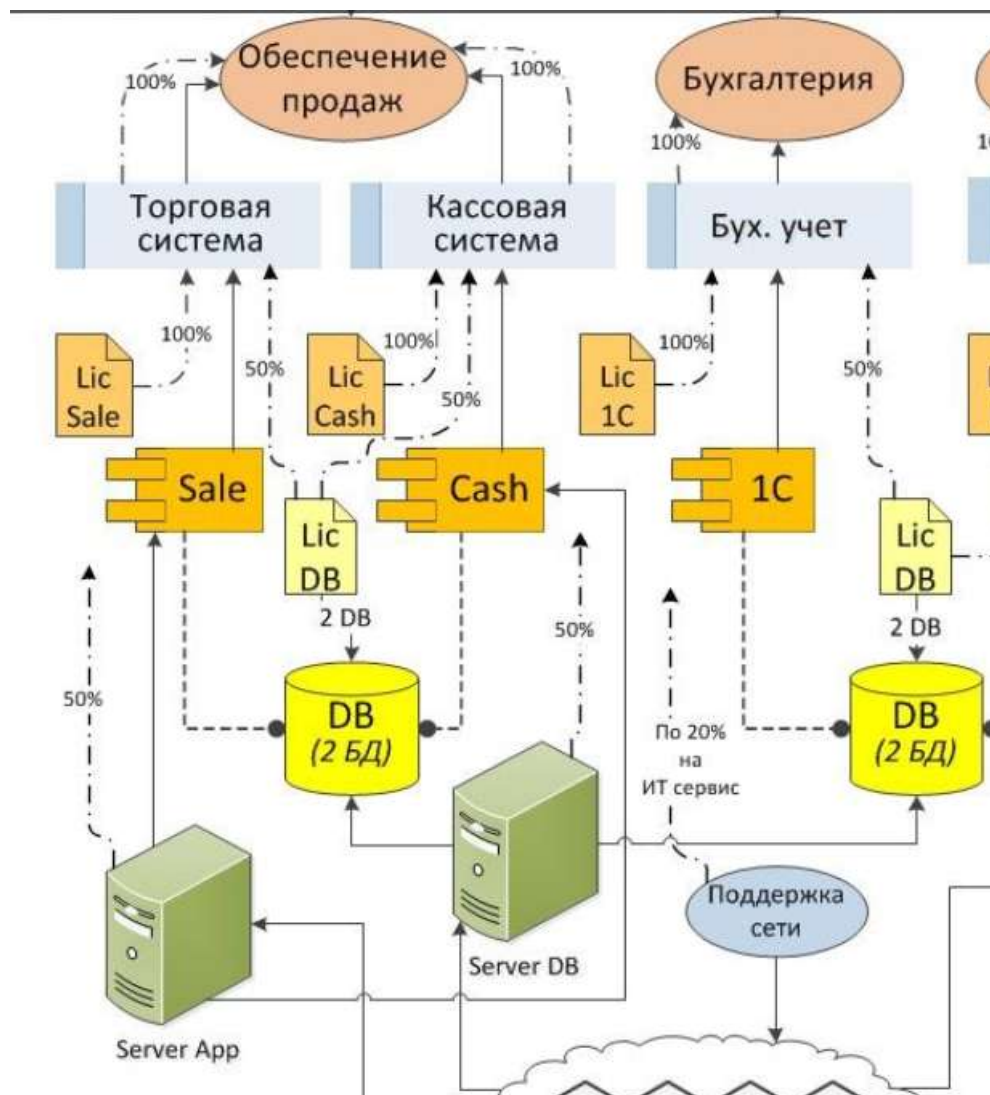 Обеспечение
продаж
Бухгалтерия
100%
100%
100%
Торговая
система
Кассовая
система
Бух. учет
100%
100%
100%
50%
50%
50%
Lic
Sale
Lic
Cash
Lic
1C
Sale
Cash
1C
Lic
DB
Lic
DB
2 DB
2 DB
50%
50%
DB
(2 БД)
DB
(2 БД)
По 20%
на
ИТ сервис
Поддержка
сети
Server DB
Server App